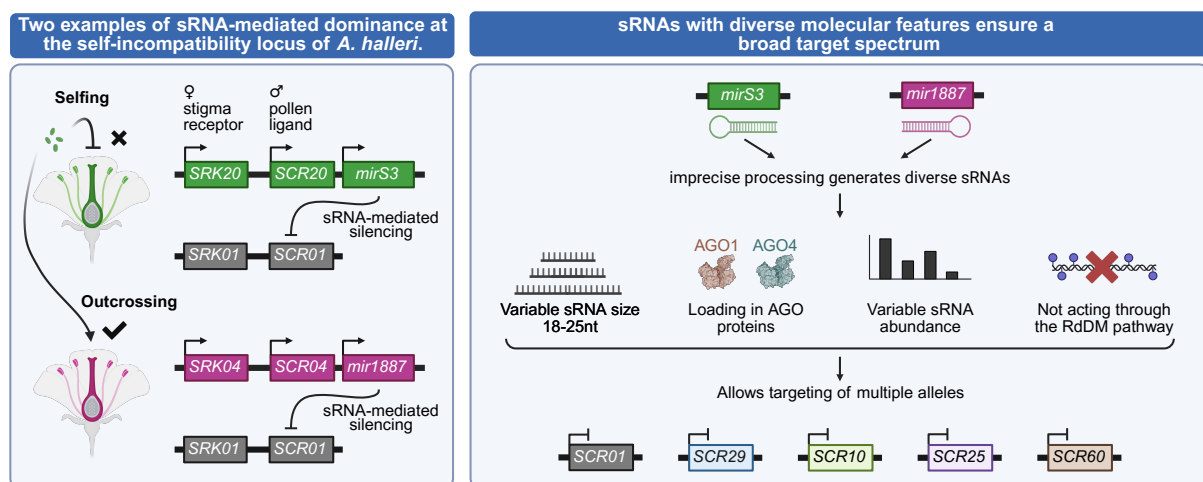 Two examples of sRNA-mediated dominance at
the self-incompatibility locus of A. halleri.
Selfing
♀
stigma
receptor
♂
pollen
ligand
SRK20
SCR20
mirS3
sRNA-mediated
silencing
SRK01
SCR01
Outcrossing
SRK04
SCR04
mir1887
sRNA-mediated
silencing
SRK01
SCR01
sRNAs with diverse molecular features ensure a
broad target spectrum
mirS3
mir1887
imprecise processing generates diverse sRNAs
Variable sRNA size
18-25nt
AGO1
AGO4
Loading in AGO
proteins
Variable sRNA
abundance
Not acting through
the RdDM pathway
Allows targeting of multiple alleles
SCR01
SCR29
SCR10
SCR25
SCR60